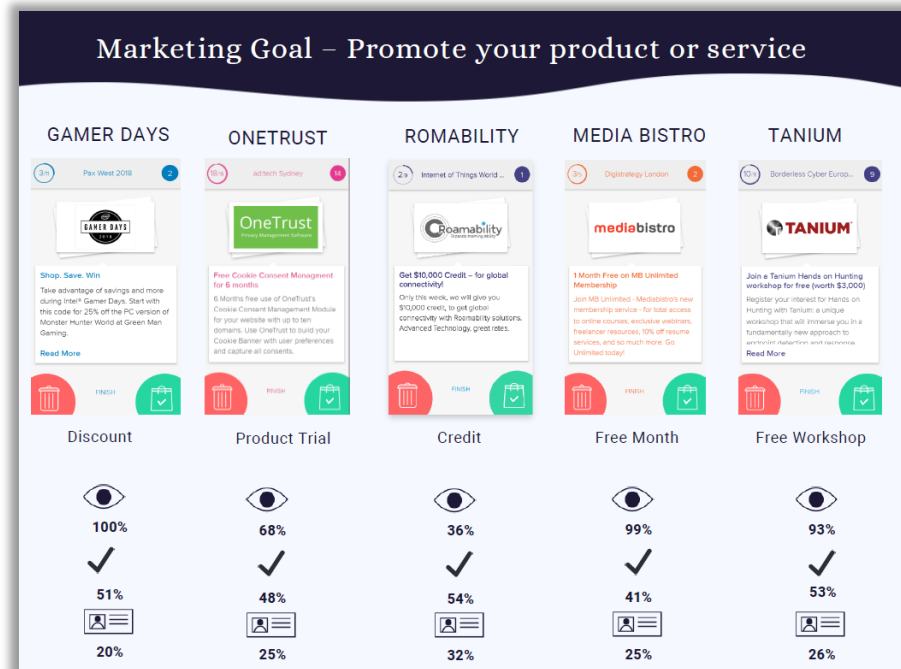 Marketing Goal – Promote your product or service
GAMER DAYS
3/11
Pax West 2018
2
intel
GAMER DAYS
2018
Shop. Save. Win
Take advantage of savings and more
during Intel® Gamer Days. Start with
this code for 25% off the PC version of
Monster Hunter World at Green Man
Gaming.
Read More
FINISH
Discount
100%
51%
20%
ONETRUST
ad:tech Sydney
14
OneTrust
Privacy Management Software
Free Cookie Consent Managment
for 6 months
6 Months free use of OneTrust's
Cookie Consent Management Module
for your website with up to ten
domains. Use OneTrust to build your
Cookie Banner with user preferences
and capture all consents.
FINISH
Product Trial
68%
48%
25%
ROMABILITY
Internet of Things World ...
1
Roamability
Get $10,000 Credit – for global
connectivity!
Only this week, we will give you
$10,000 credit, to get global
connectivity with Roamability solutions.
Advanced Technology, great rates.
FINISH
Credit
36%
54%
32%
MEDIA BISTRO
Digistrategy London
2
mediabistro
1 Month Free on MB Unlimited
Membership
Join MB Unlimited - Mediabistro's new
membership service - for total access
to online courses, exclusive webinars,
freelancer resources, 10% off resume
services, and so much more. Go
Unlimited today!
FINISH
Free Month
99%
41%
25%
TANIUM
Borderless Cyber Europ...
9
TANIUM
Join a Tanium Hands on Hunting
workshop for free (worth $3,000)
Register your interest for Hands on
Hunting with Tanium: a unique
workshop that will immerse you in a
fundamentally new approach to
endpoint detection and response
Read More
FINISH
Free Workshop
93%
53%
26%